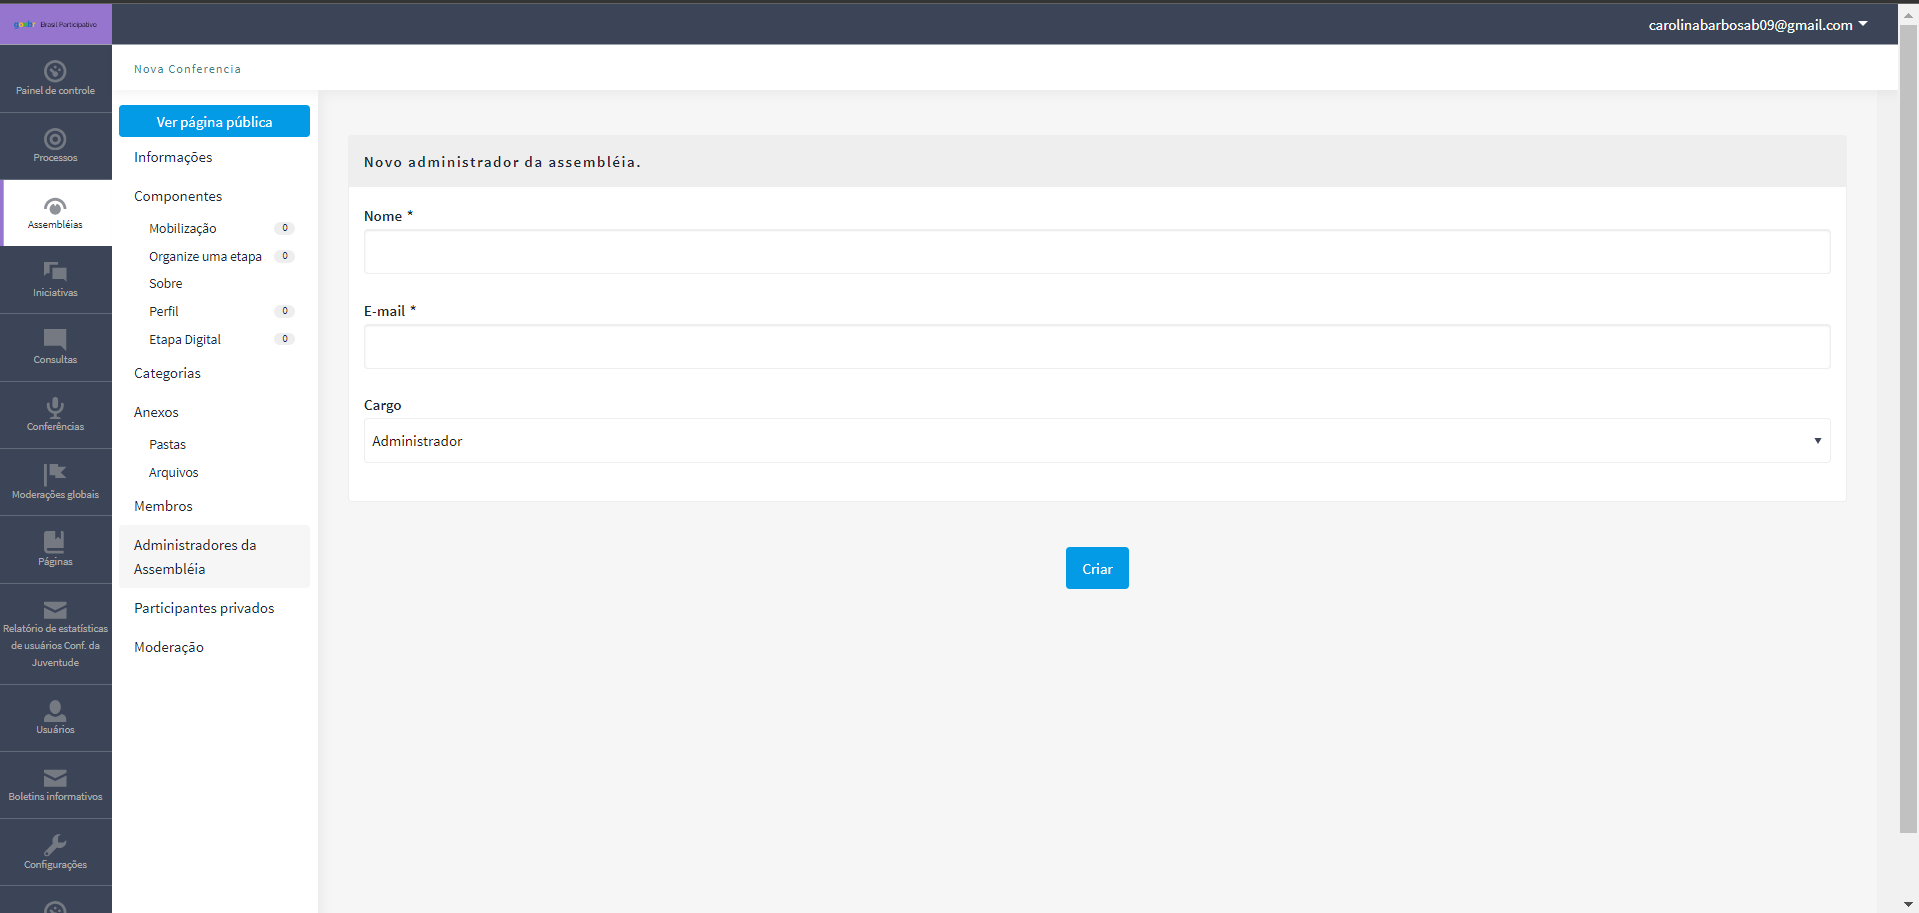 govbr Brasil Participativo
carolinabarbosab09@gmail.com
Painel de controle
Processos
Assembléias
Iniciativas
Consultas
Conferências
Moderações globais
Páginas
Relatório de estatísticas
de usuários Conf. da
Juventude
Usuários
Boletins informativos
Configurações
Nova Conferencia
Ver página pública
Informações
Componentes
Mobilização 0
Organize uma etapa 0
Sobre
Perfil 0
Etapa Digital 0
Categorias
Anexos
Pastas
Arquivos
Membros
Administradores da
Assembléia
Participantes privados
Moderação
Novo administrador da assembléia.
Nome *
E-mail *
Cargo
Administrador
Criar